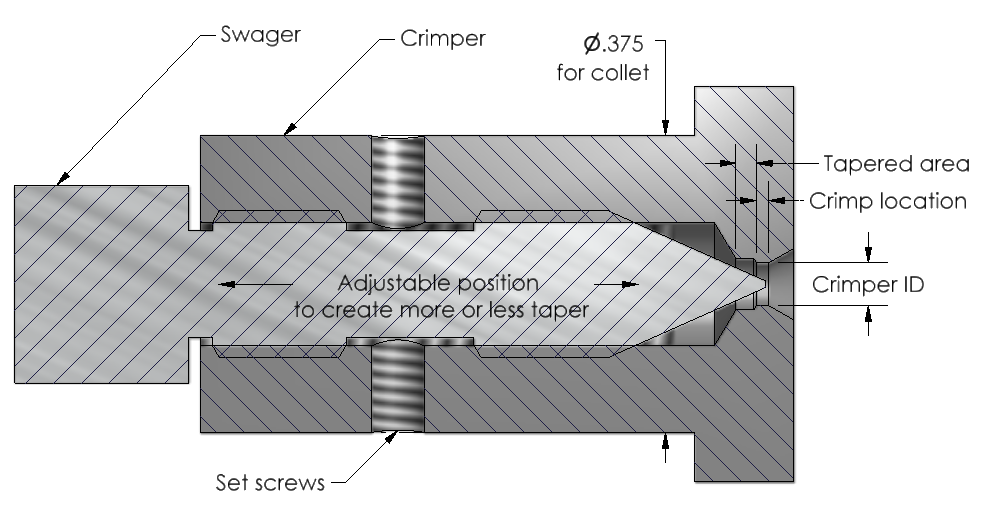 Swager
Crimper
Ø.375
for collet
Tapered area
Crimp location
Crimper ID
Adjustable position
to create more or less taper
Set screws